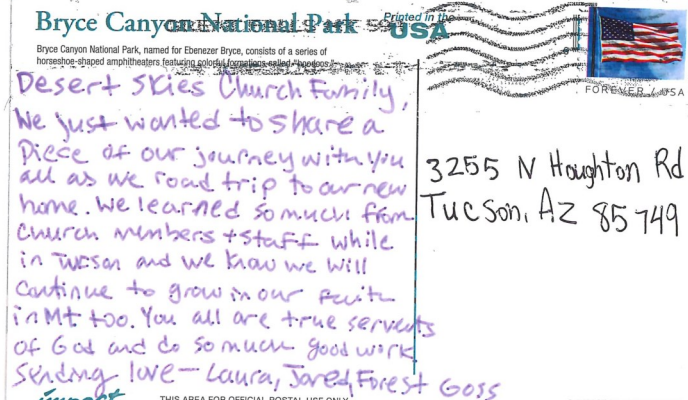 Bryce Canyon National Park
Printed in the
USA
Bryce Canyon National Park, named for Ebenezer Bryce, consists of a series of
horseshoe-shaped amphitheaters featuring colorful formations called "hoodoos"
FOREVER / USA
Desert Skies Church Family,
We just wanted to share a
piece of our journey with you
all as we road trip to our new
home. We learned so much from
church members + staff while
in Tucson and we know we will
continue to grow in our faith
in Mt too. You all are true servants
of God and do so much good work
Sending love - Laura, Jared, Forest Goss
3255 N Houghton Rd
Tucson, Az 85749
THIS AREA FOR OFFICIAL POSTAL USE ONLY